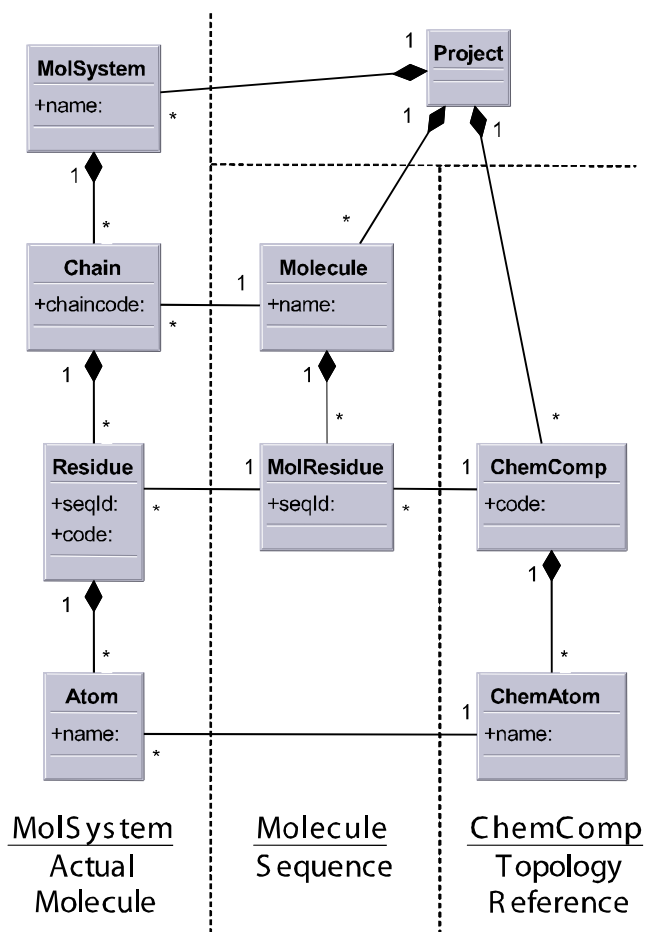 1
Project
MolSystem
+name:
*
1
1
1
*
*
Chain
+chaincode:
1
*
Molecule
+name:
1
1
*
*
*
Residue
+seqId:
+code:
1
*
MolResidue
+seqId:
1
*
ChemComp
+code:
1
1
*
*
Atom
+name:
*
1
ChemAtom
+name:
MolSystem
Actual
Molecule
Molecule
Sequence
ChemComp
Topology
Reference